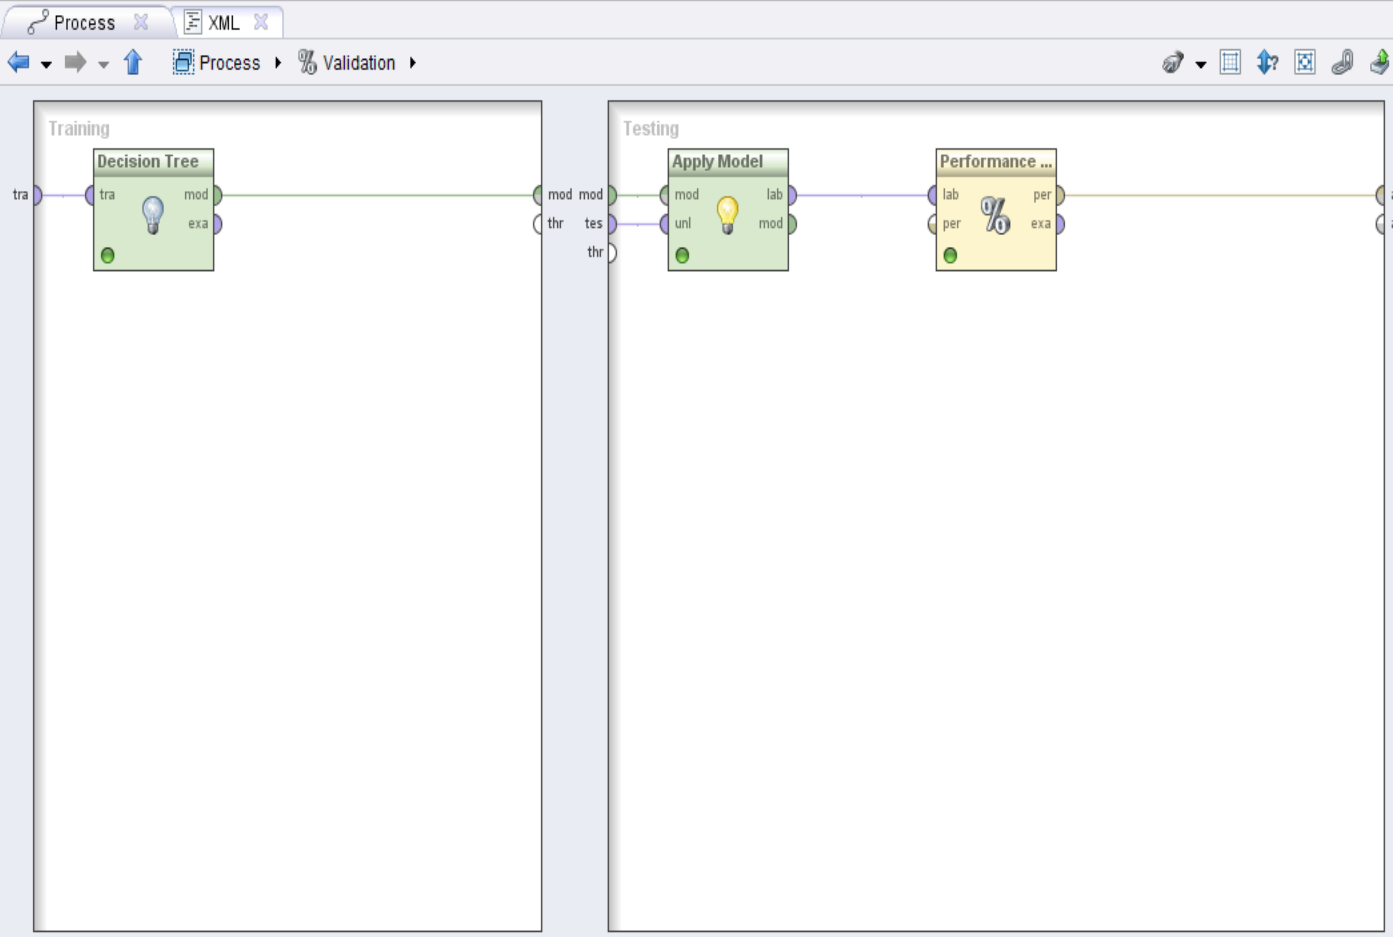 Process XML
Process Validation
Training
Testing
Decision Tree
Apply Model
Performance ...
tra tra mod mod mod mod lab lab per
exa thr tes unl mod per exa
thr